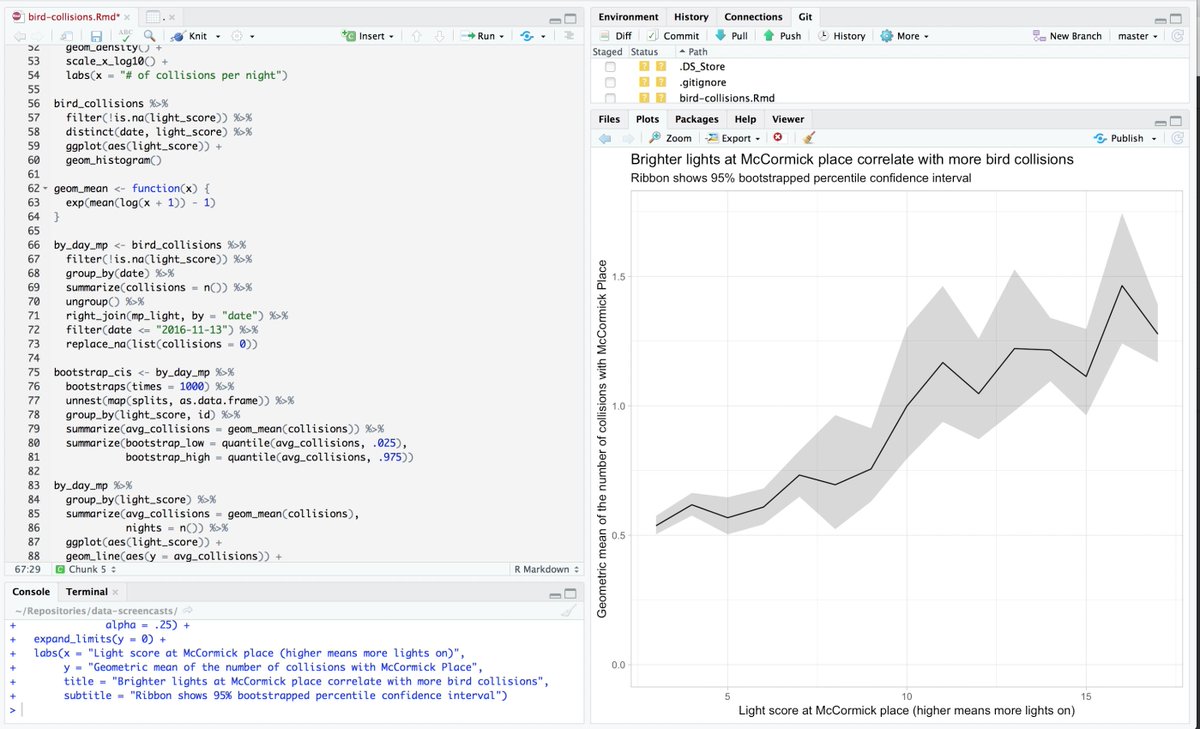 bird-collisions.Rmd*
ABC
Knit
Insert
Run
52 geom_density() +
53 scale_x_log10() +
54 labs(x = "# of collisions per night")
55
56 bird_collisions %>%
57 filter(!is.na(light_score)) %>%
58 distinct(date, light_score) %>%
59 ggplot(aes(light_score)) +
60 geom_histogram()
61
62 geom_mean <- function(x) {
63 exp(mean(log(x + 1)) - 1)
64 }
65
66 by_day_mp <- bird_collisions %>%
67 filter(!is.na(light_score)) %>%
68 group_by(date) %>%
69 summarize(collisions = n()) %>%
70 ungroup() %>%
71 right_join(mp_light, by = "date") %>%
72 filter(date <= "2016-11-13") %>%
73 replace_na(list(collisions = 0))
74
75 bootstrap_cis <- by_day_mp %>%
76 bootstraps(times = 1000) %>%
77 unnest(map(splits, as.data.frame)) %>%
78 group_by(light_score, id) %>%
79 summarize(avg_collisions = geom_mean(collisions)) %>%
80 summarize(bootstrap_low = quantile(avg_collisions, .025),
81 bootstrap_high = quantile(avg_collisions, .975))
82
83 by_day_mp %>%
84 group_by(light_score) %>%
85 summarize(avg_collisions = geom_mean(collisions),
86 nights = n()) %>%
87 ggplot(aes(light_score)) +
88 geom_line(aes(y = avg_collisions)) +
67:29 Chunk 5 R Markdown
Console Terminal
~/Repositories/data-screencasts/
+ alpha = .25) +
+ expand_limits(y = 0) +
+ labs(x = "Light score at McCormick place (higher means more lights on)",
+ y = "Geometric mean of the number of collisions with McCormick Place",
+ title = "Brighter lights at McCormick place correlate with more bird collisions",
+ subtitle = "Ribbon shows 95% bootstrapped percentile confidence interval")
>
Environment History Connections Git
Diff Commit Pull Push History More New Branch master
Staged Status Path
? ? .DS_Store
? ? .gitignore
? ? bird-collisions.Rmd
Files Plots Packages Help Viewer
Zoom Export Publish
Brighter lights at McCormick place correlate with more bird collisions
Ribbon shows 95% bootstrapped percentile confidence interval
Geometric mean of the number of collisions with McCormick Place
1.5
1.0
0.5
0.0
5 10 15
Light score at McCormick place (higher means more lights on)